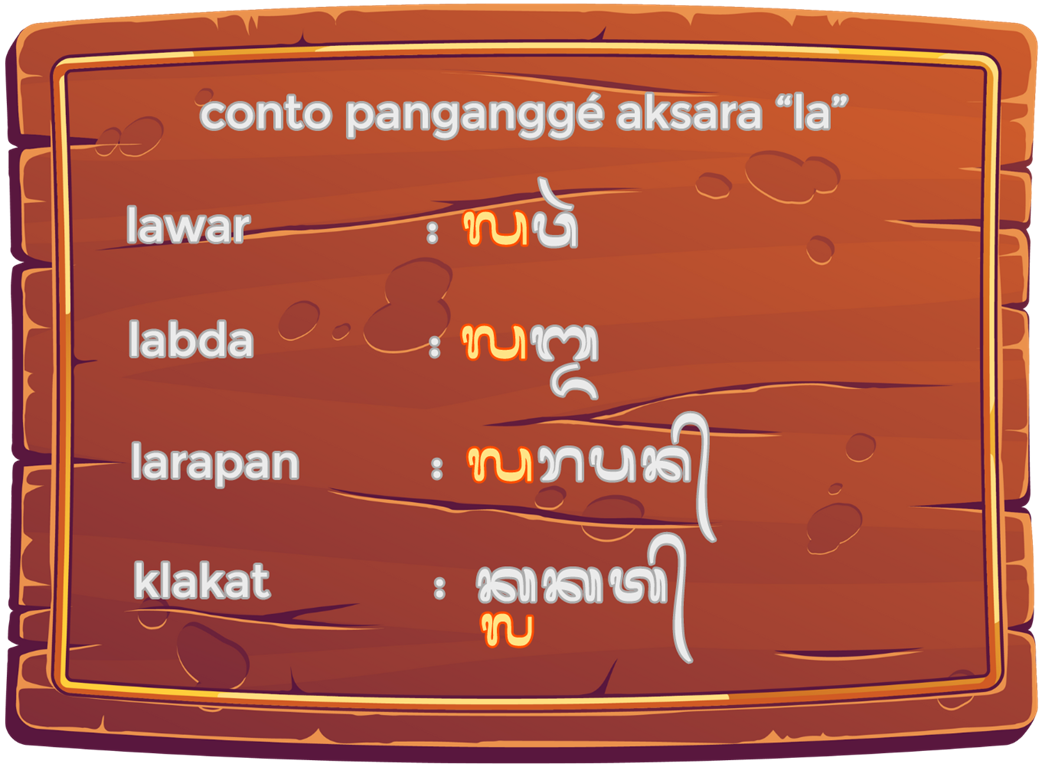 conto panganggé aksara “la”
lawar : ᬮᬯᬃ
labda : ᬮᬩ᭄ᬤ
larapan : ᬮᬭᬧᬦ᭄
klakat : ᬓ᭄ᬮᬓᬢ᭄